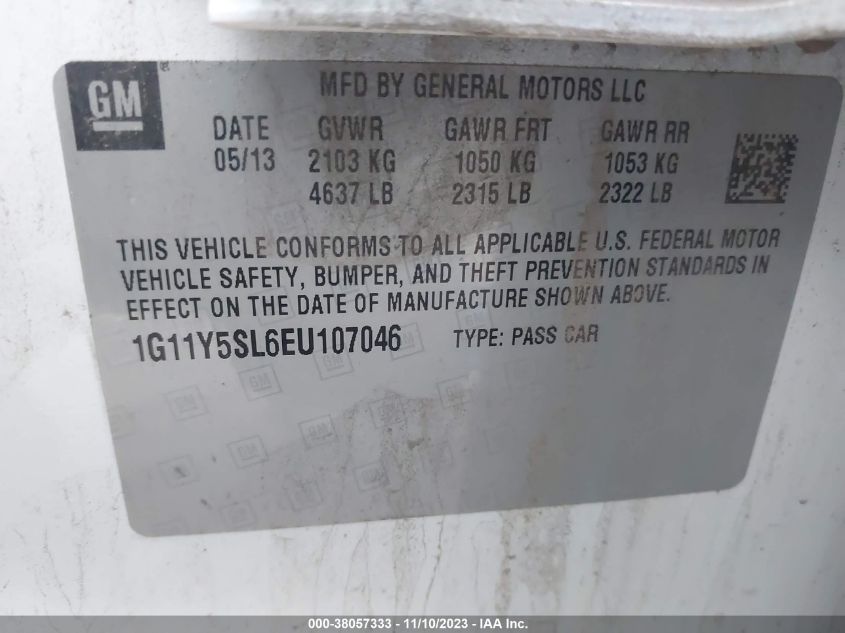 GM
MFD BY GENERAL MOTORS LLC
DATE GVWR GAWR FRT GAWR RR
05/13 2103 KG 1050 KG 1053 KG
4637 LB 2315 LB 2322 LB
THIS VEHICLE CONFORMS TO ALL APPLICABLE U.S. FEDERAL MOTOR
VEHICLE SAFETY, BUMPER, AND THEFT PREVENTION STANDARDS IN
EFFECT ON THE DATE OF MANUFACTURE SHOWN ABOVE.
1G11Y5SL6EU107046 TYPE: PASS CAR
000-38057333 - 11/10/2023 - IAA Inc.